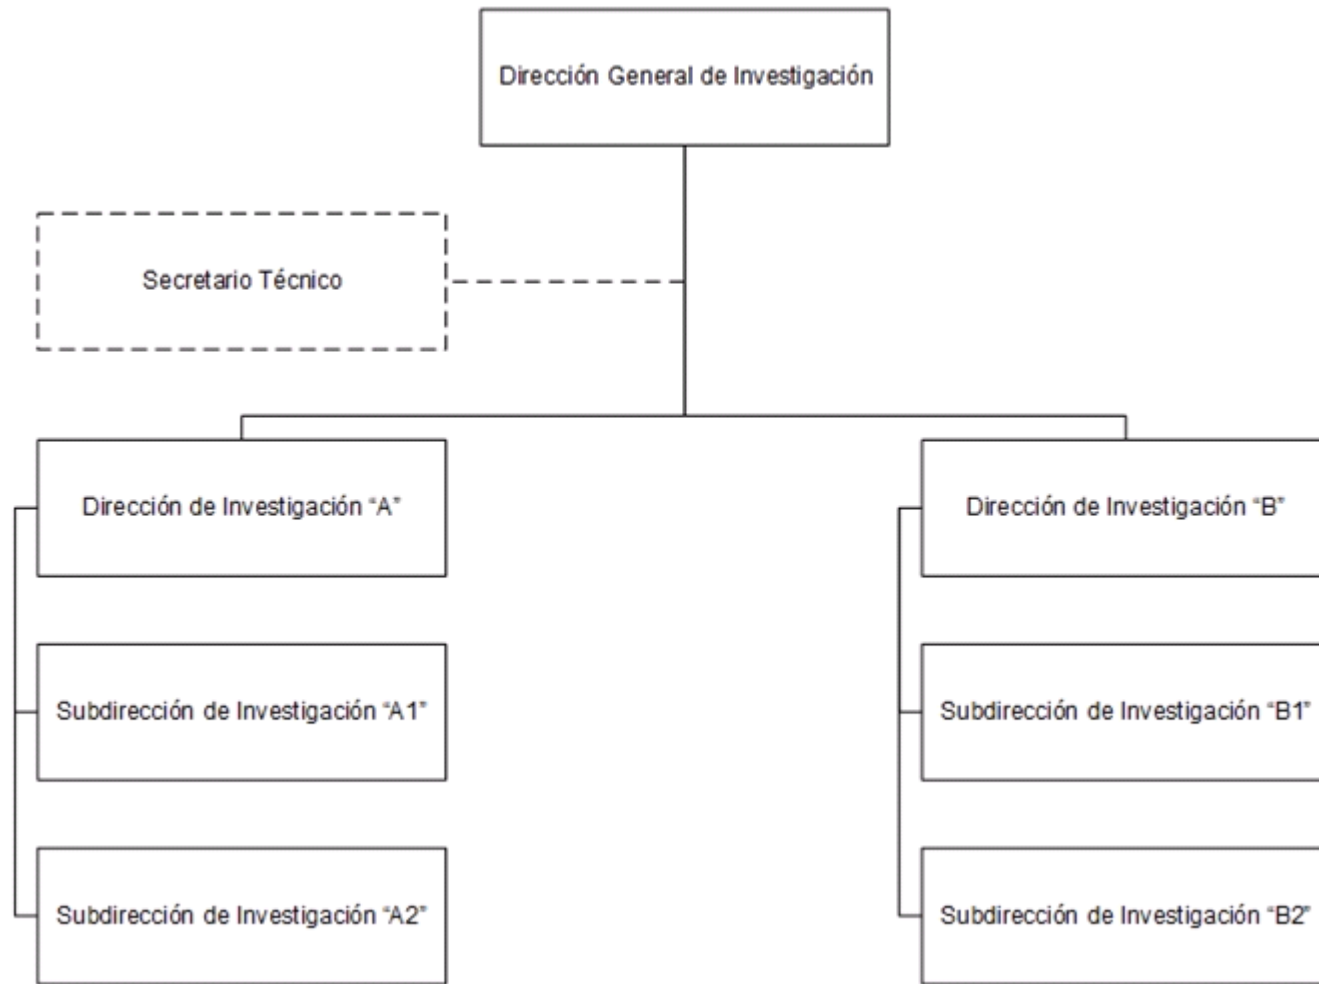 Dirección General de Investigación
Secretario Técnico
Dirección de Investigación “A”
Dirección de Investigación “B”
Subdirección de Investigación “A1”
Subdirección de Investigación “B1”
Subdirección de Investigación “A2”
Subdirección de Investigación “B2”